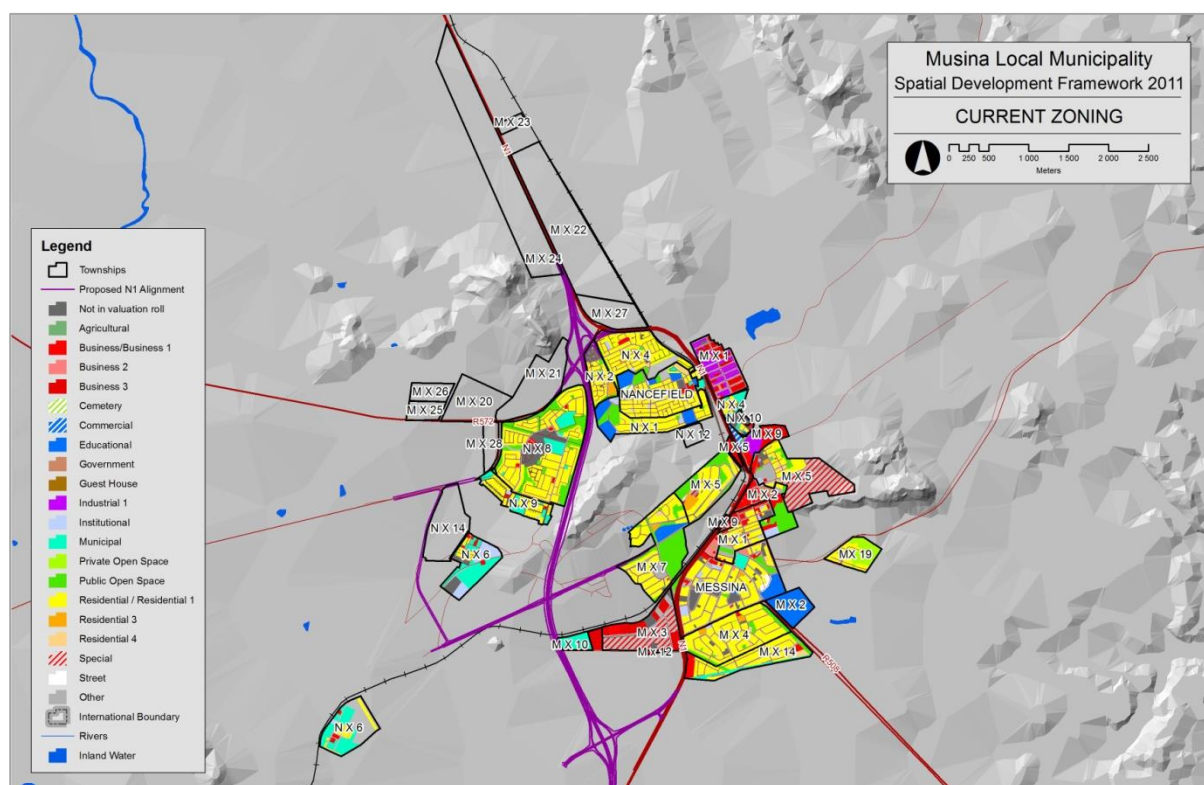 Musina Local Municipality
Spatial Development Framework 2011
CURRENT ZONING
0 250 500 1 000 1 500 2 000 2 500
Meters
Legend
Townships
Proposed N1 Alignment
Not in valuation roll
Agricultural
Business/Business 1
Business 2
Business 3
Cemetery
Commercial
Educational
Government
Guest House
Industrial 1
Institutional
Municipal
Private Open Space
Public Open Space
Residential / Residential 1
Residential 3
Residential 4
Special
Street
Other
International Boundary
Rivers
Inland Water
M X 23
N1
M X 22
M X 24
M X 27
N X 4
M X 1
M X 21
N X 2
M X 26
M X 20
NANCEFIELD
M X 25
N X 4
N X 10
R572
N X 1
N X 12
M X 9
M X 28
N X 8
M X 5
M X 5
M X 5
M X 2
N X 9
M X 9
N X 14
M X 1
N X 6
MX 19
M X 7
MESSINA
M X 2
M X 3
M X 4
M X 10
M X 12
N1
M X 14
R508
N X 6